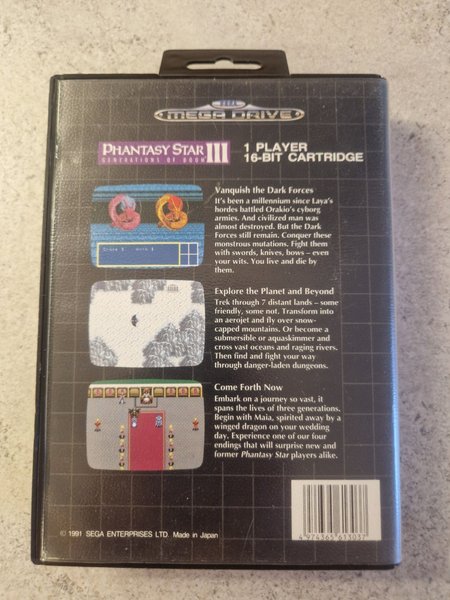 SEGA
MEGA DRIVE
PHANTASY STAR III
GENERATIONS OF DOOM
1 PLAYER
16-BIT CARTRIDGE
Vanquish the Dark Forces
It's been a millennium since Laya's
hordes battled Orakio's cyborg
armies. And civilized man was
almost destroyed. But the Dark
Forces still remain. Conquer these
monstrous mutations. Fight them
with swords, knives, bows – even
your wits. You live and die by
them.
Explore the Planet and Beyond
Trek through 7 distant lands – some
friendly, some not. Transform into
an aerojet and fly over snow-
capped mountains. Or become a
submersible or aquaskimmer and
cross vast oceans and raging rivers.
Then find and fight your way
through danger-laden dungeons.
Come Forth Now
Embark on a journey so vast, it
spans the lives of three generations.
Begin with Maia, spirited away by a
winged dragon on your wedding
day. Experience one of our four
endings that will surprise new and
former Phantasy Star players alike.
© 1991 SEGA ENTERPRISES LTD. Made in Japan
4 974365 613037